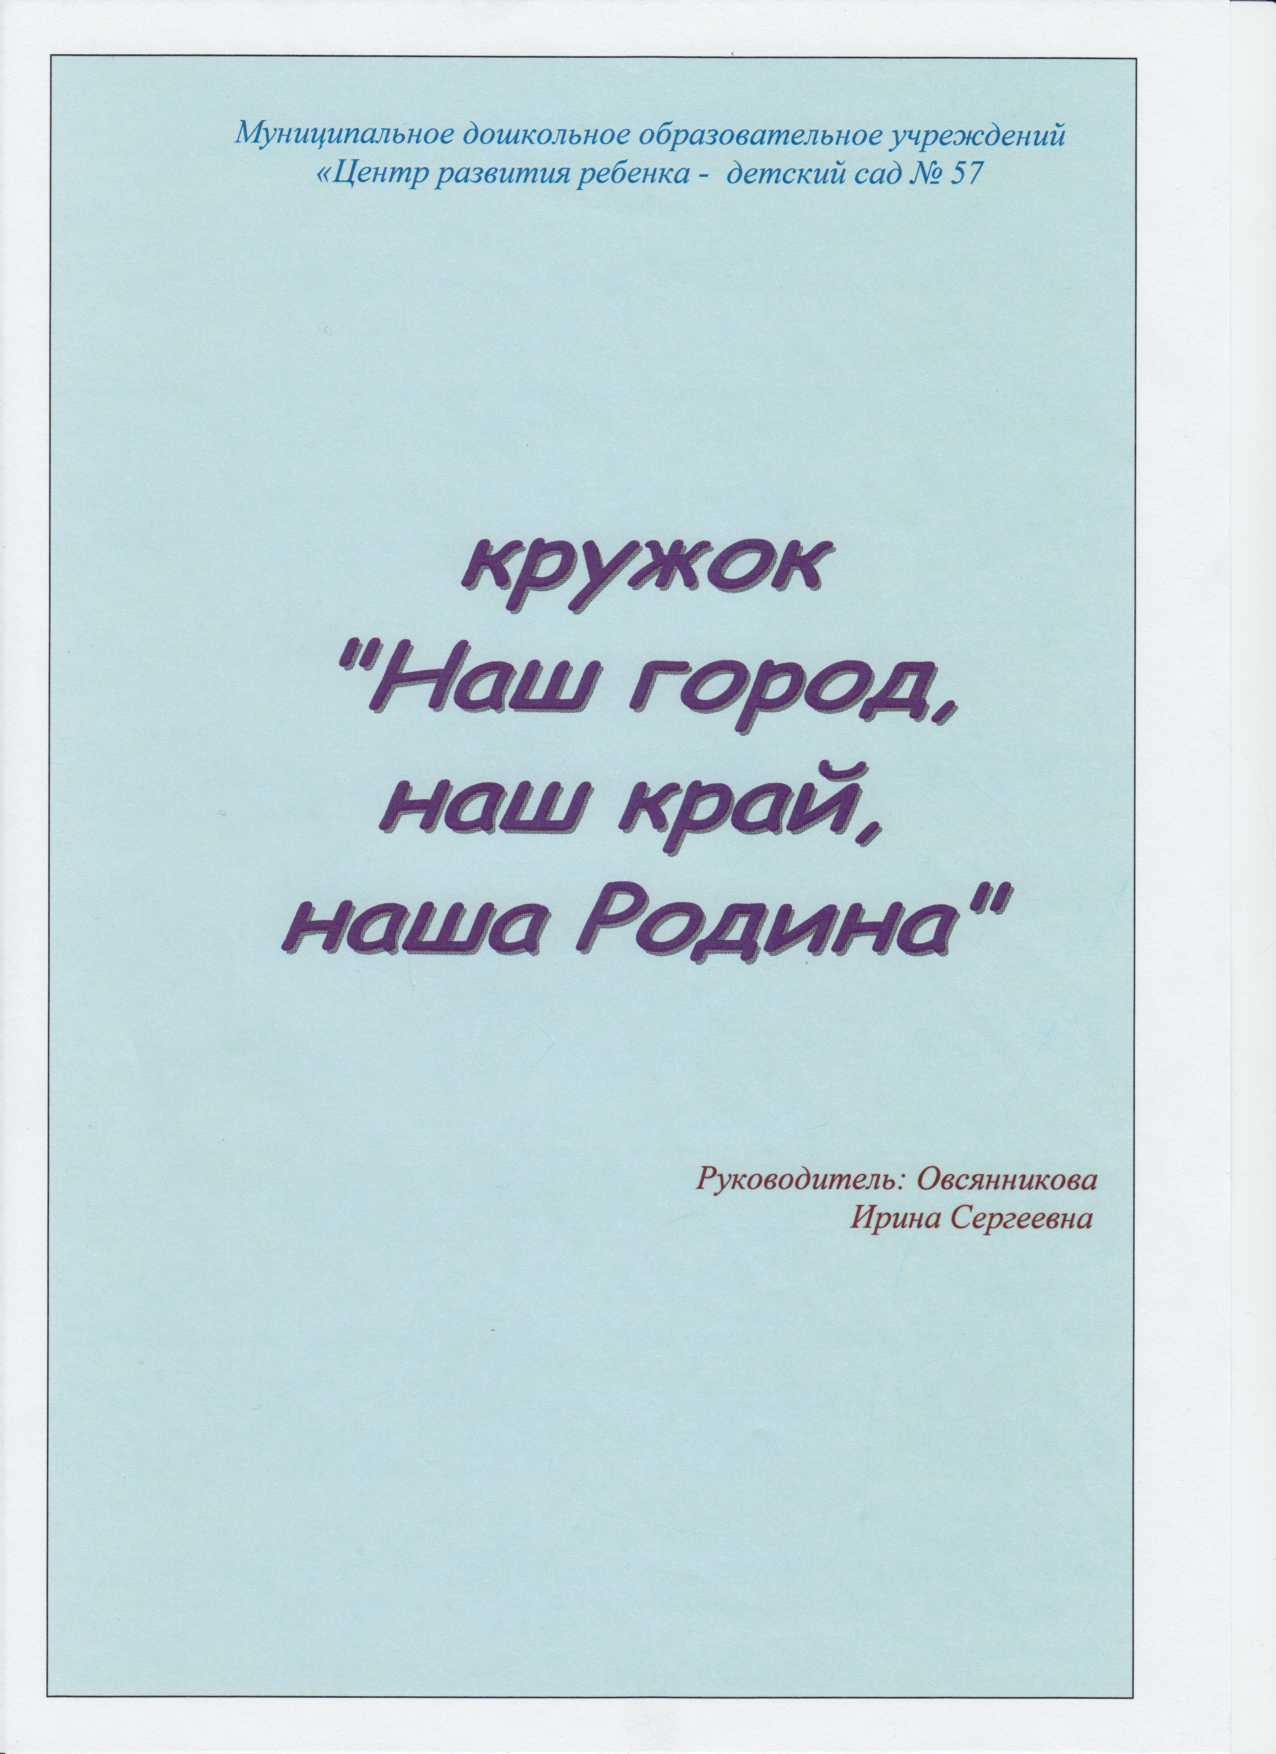 Муниципальное дошкольное образовательное учреждений
«Центр развития ребенка - детский сад № 57
кружок
"Наш город,
наш край,
наша Родина"
Руководитель: Овсянникова
Ирина Сергеевна